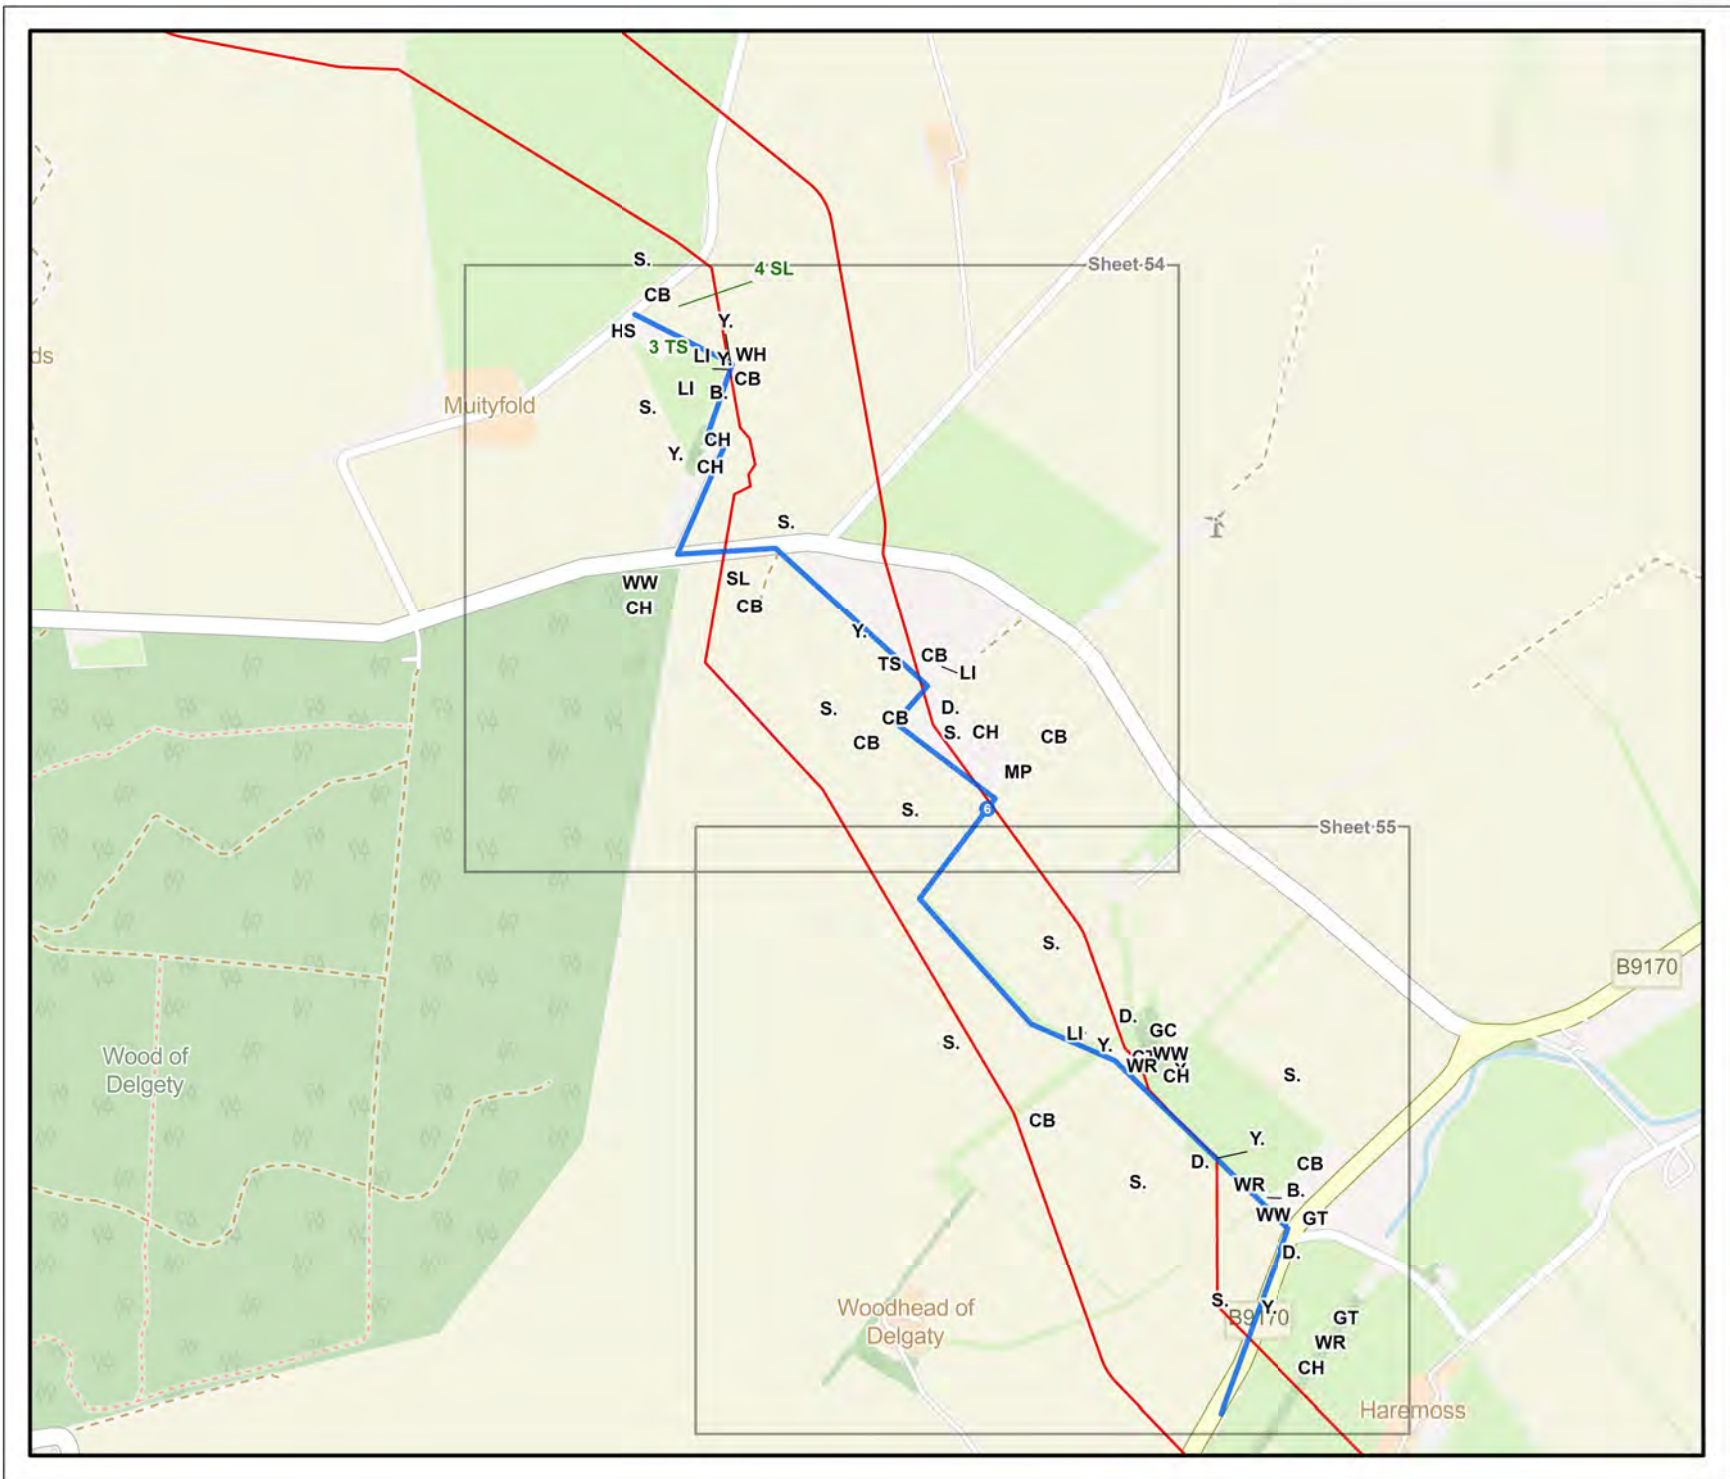 S.
Sheet 54
4 SL
CB
Y.
HS
3 TS
LI
Y.
WH
ds
CB
LI
B.
Muityfold
S.
CH
Y.
CH
S.
WW
SL
CH
CB
Y.
CB
TS
LI
S.
D.
CB
S.
CH
CB
CB
MP
S.
6
Sheet 55
S.
B9170
D.
GC
LI
Y.
S.
WW
WR
CH
S.
Wood of
Delgety
CB
Y.
D.
CB
S.
WR
B.
WW
GT
D.
S.
Y.
Woodhead of
Delgaty
B9170
GT
WR
CH
Haremoss